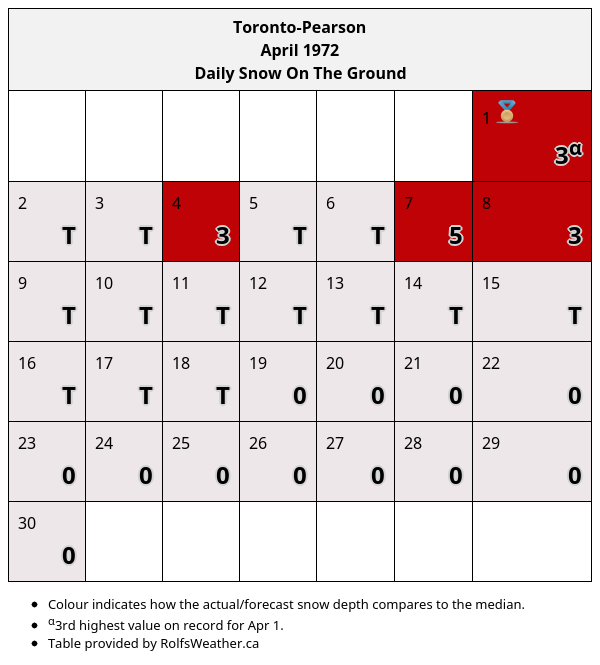 Toronto-Pearson
April 1972
Daily Snow On The Ground
1
3α
2 3 4 5 6 7 8
T T 3 T T 5 3
9 10 11 12 13 14 15
T T T T T T T
16 17 18 19 20 21 22
T T T 0 0 0 0
23 24 25 26 27 28 29
0 0 0 0 0 0 0
30
0
• Colour indicates how the actual/forecast snow depth compares to the median.
• α3rd highest value on record for Apr 1.
• Table provided by RolfsWeather.ca